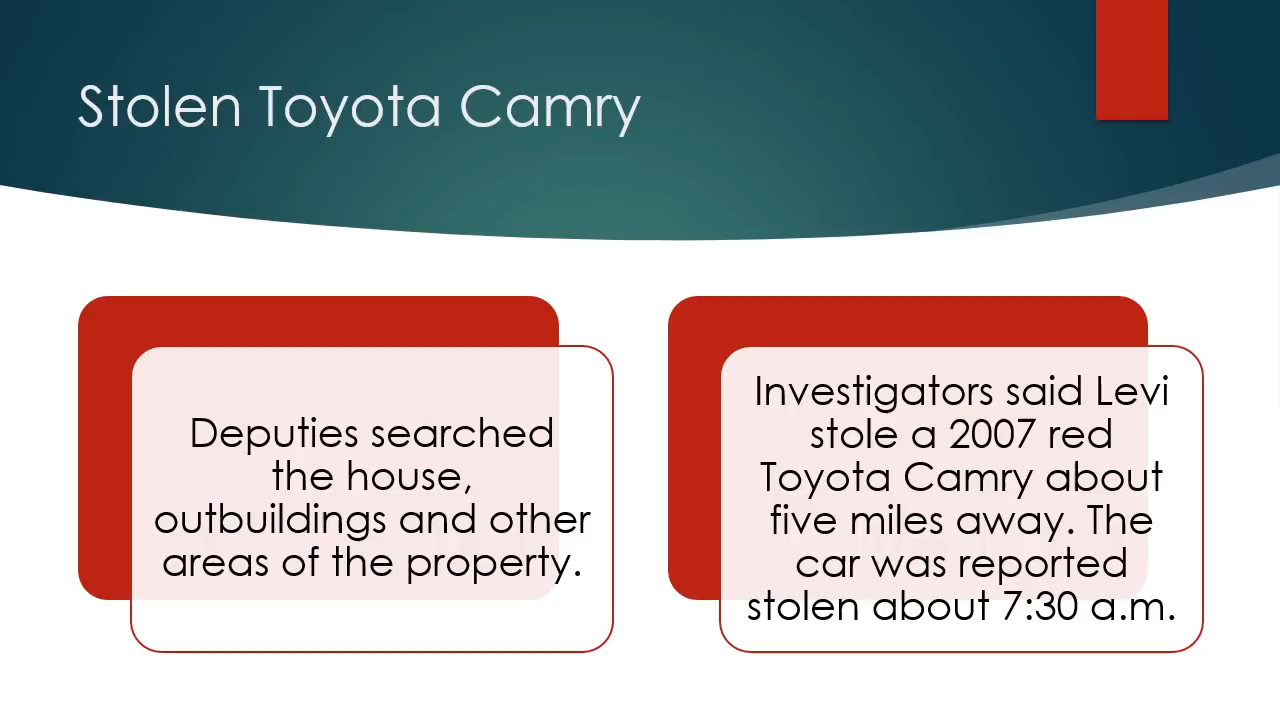 Stolen Toyota Camry
Deputies searched
the house,
outbuildings and other
areas of the property.
Investigators said Levi
stole a 2007 red
Toyota Camry about
five miles away. The
car was reported
stolen about 7:30 a.m.